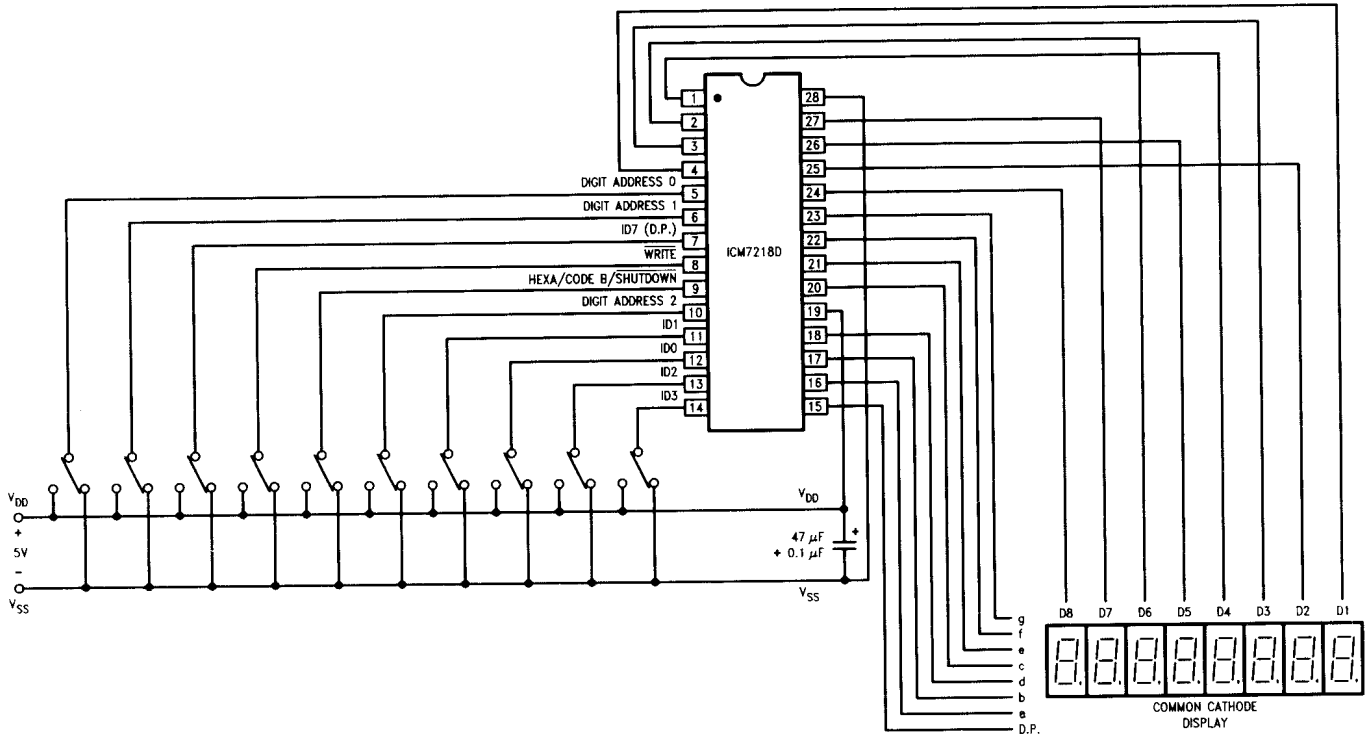 1
28
2
27
3
26
4
25
DIGIT ADDRESS 0
5
24
DIGIT ADDRESS 1
6
23
ID7 (D.P.)
7
22
ICM7218D
WRITE
8
21
HEXA/CODE B/SHUTDOWN
9
20
DIGIT ADDRESS 2
10
19
ID1
11
18
ID0
12
17
ID2
13
16
ID3
14
15
VDD
+
5V
-
VSS
VDD
47 μF
+ 0.1 μF
+
VSS
g
f
e
c
d
b
a
D.P.
D8 D7 D6 D5 D4 D3 D2 D1
COMMON CATHODE
DISPLAY